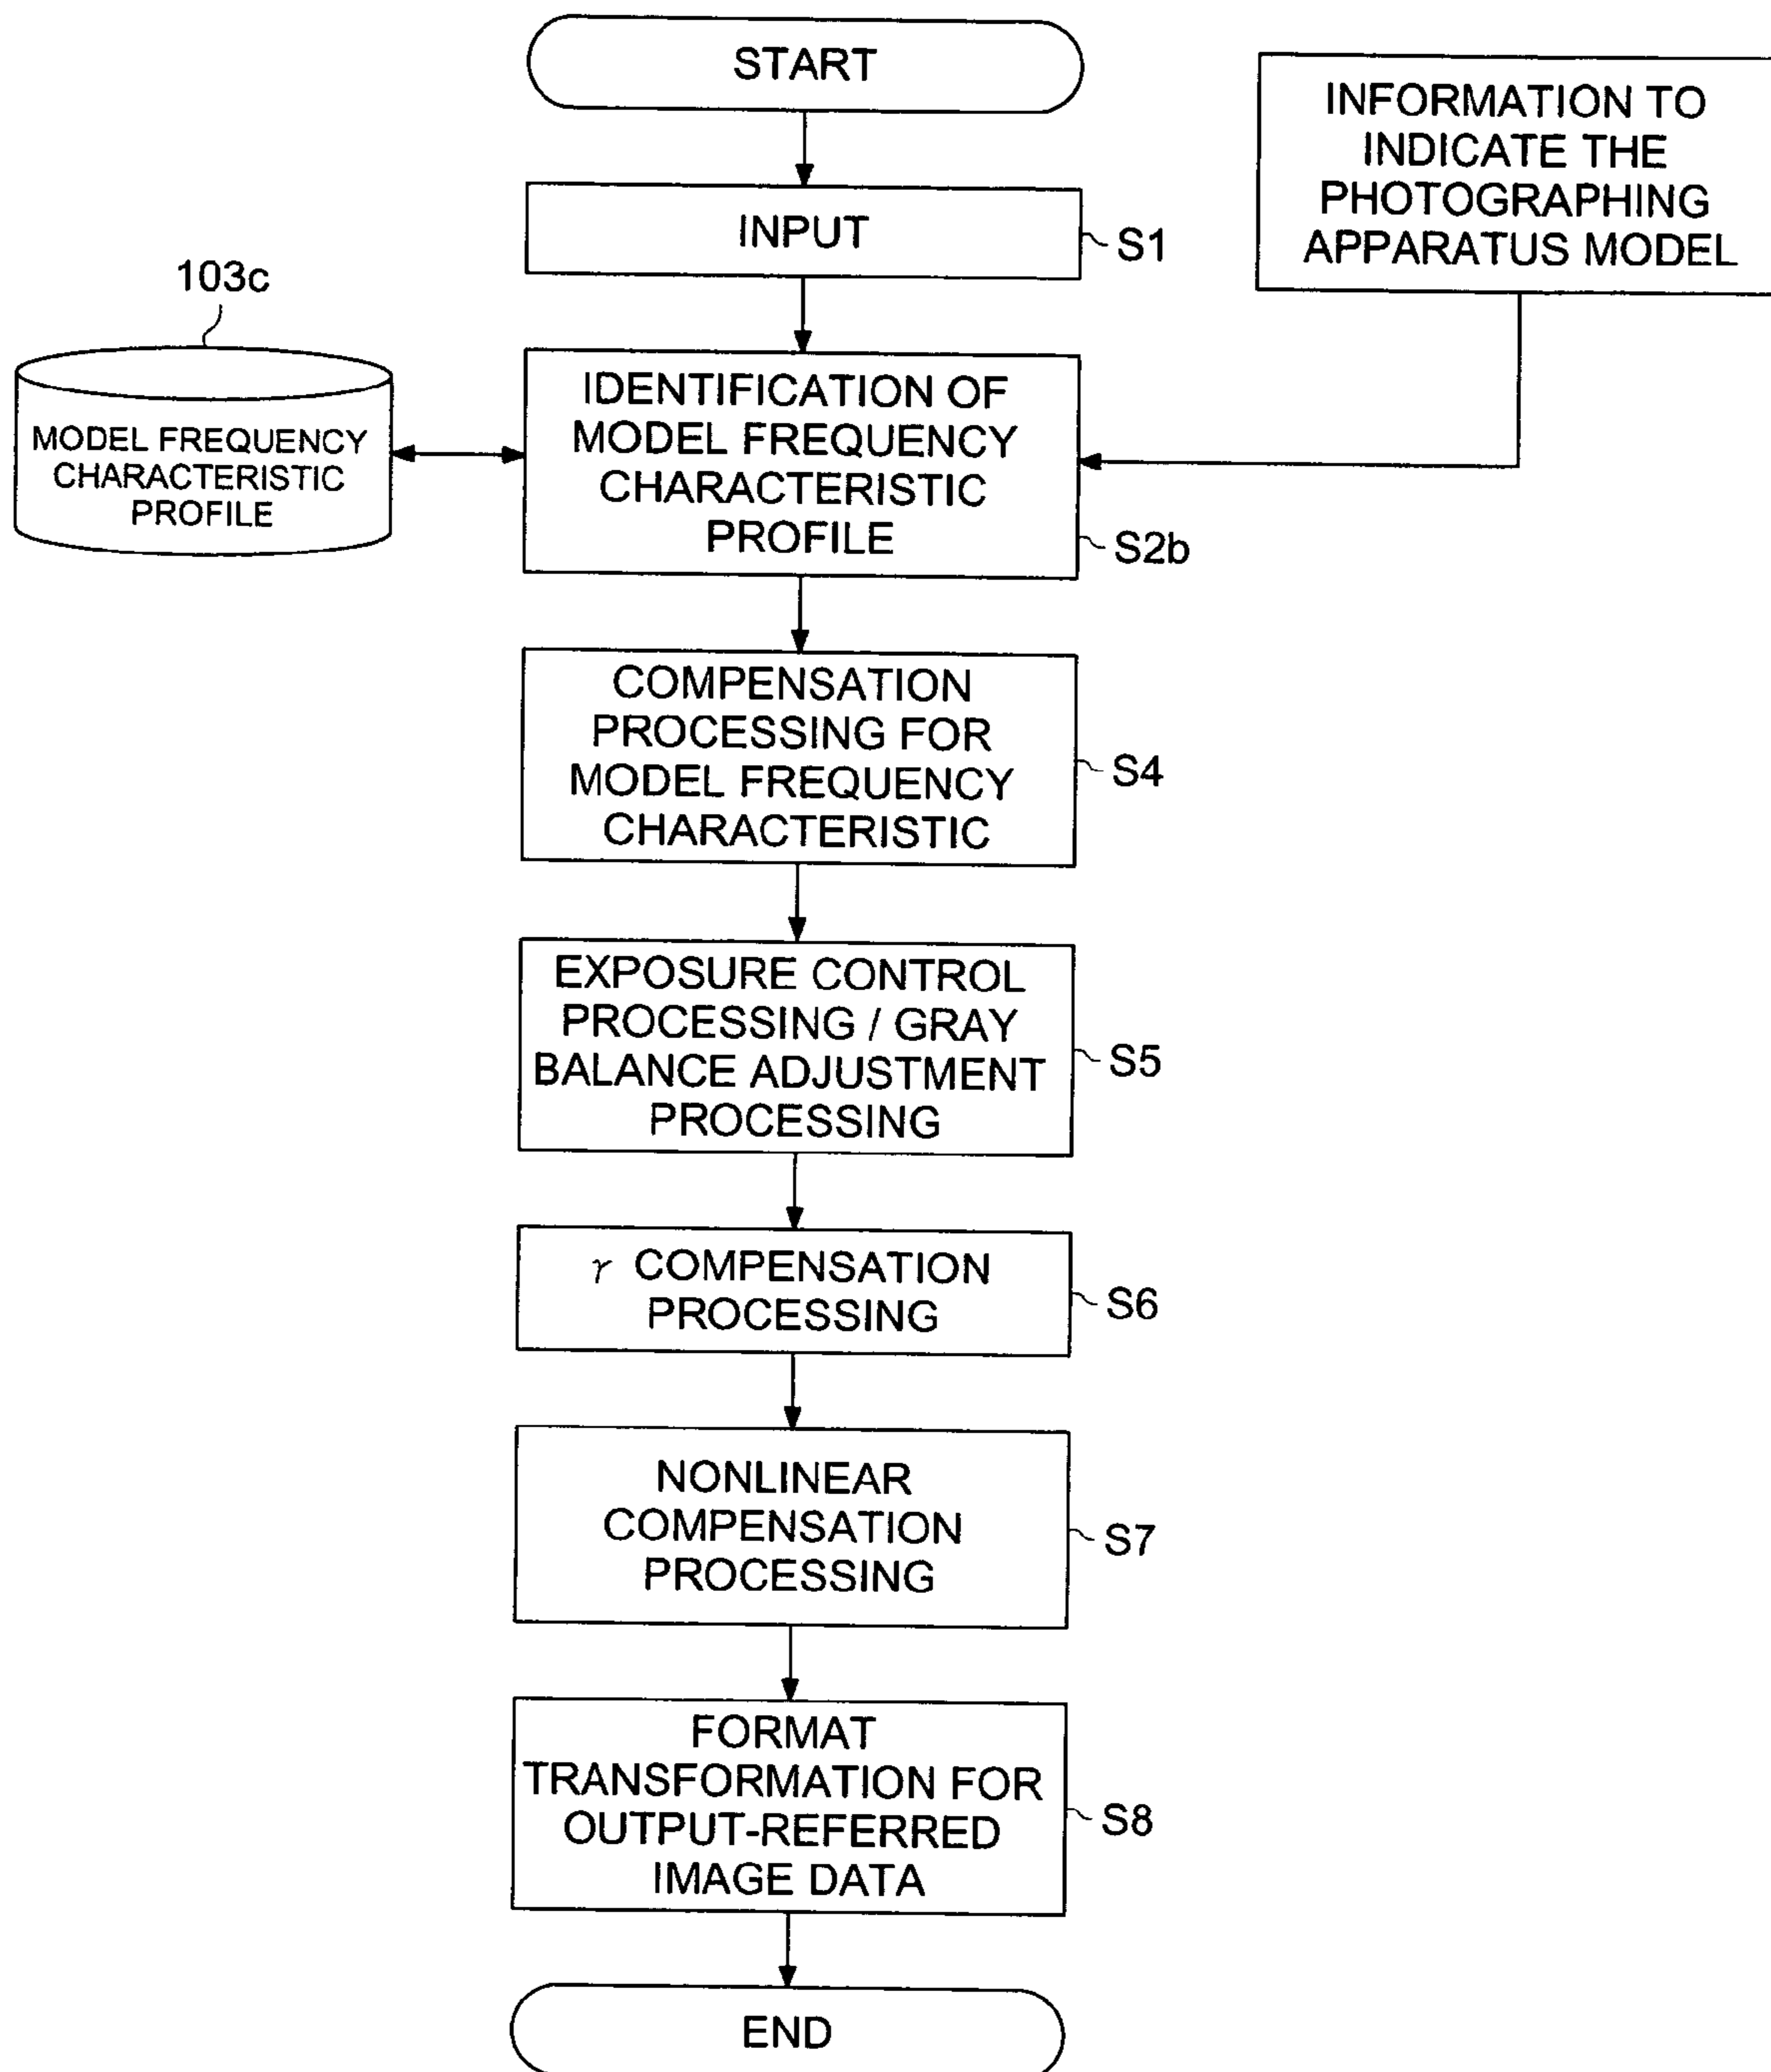 START
INFORMATION TO
INDICATE THE
PHOTOGRAPHING
APPARATUS MODEL
INPUT
S1
103c
MODEL FREQUENCY
CHARACTERISTIC
PROFILE
IDENTIFICATION OF
MODEL FREQUENCY
CHARACTERISTIC
PROFILE
S2b
COMPENSATION
PROCESSING FOR
MODEL FREQUENCY
CHARACTERISTIC
S4
EXPOSURE CONTROL
PROCESSING / GRAY
BALANCE ADJUSTMENT
PROCESSING
S5
γ COMPENSATION
PROCESSING
S6
NONLINEAR
COMPENSATION
PROCESSING
S7
FORMAT
TRANSFORMATION FOR
OUTPUT-REFERRED
IMAGE DATA
S8
END